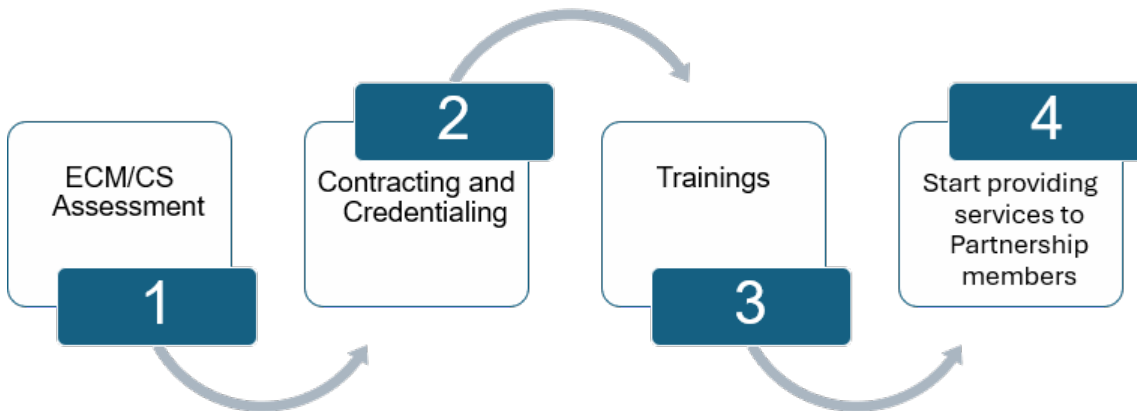 ECM/CS
Assessment
1
2
Contracting and
Credentialing
Trainings
3
4
Start providing
services to
Partnership
members